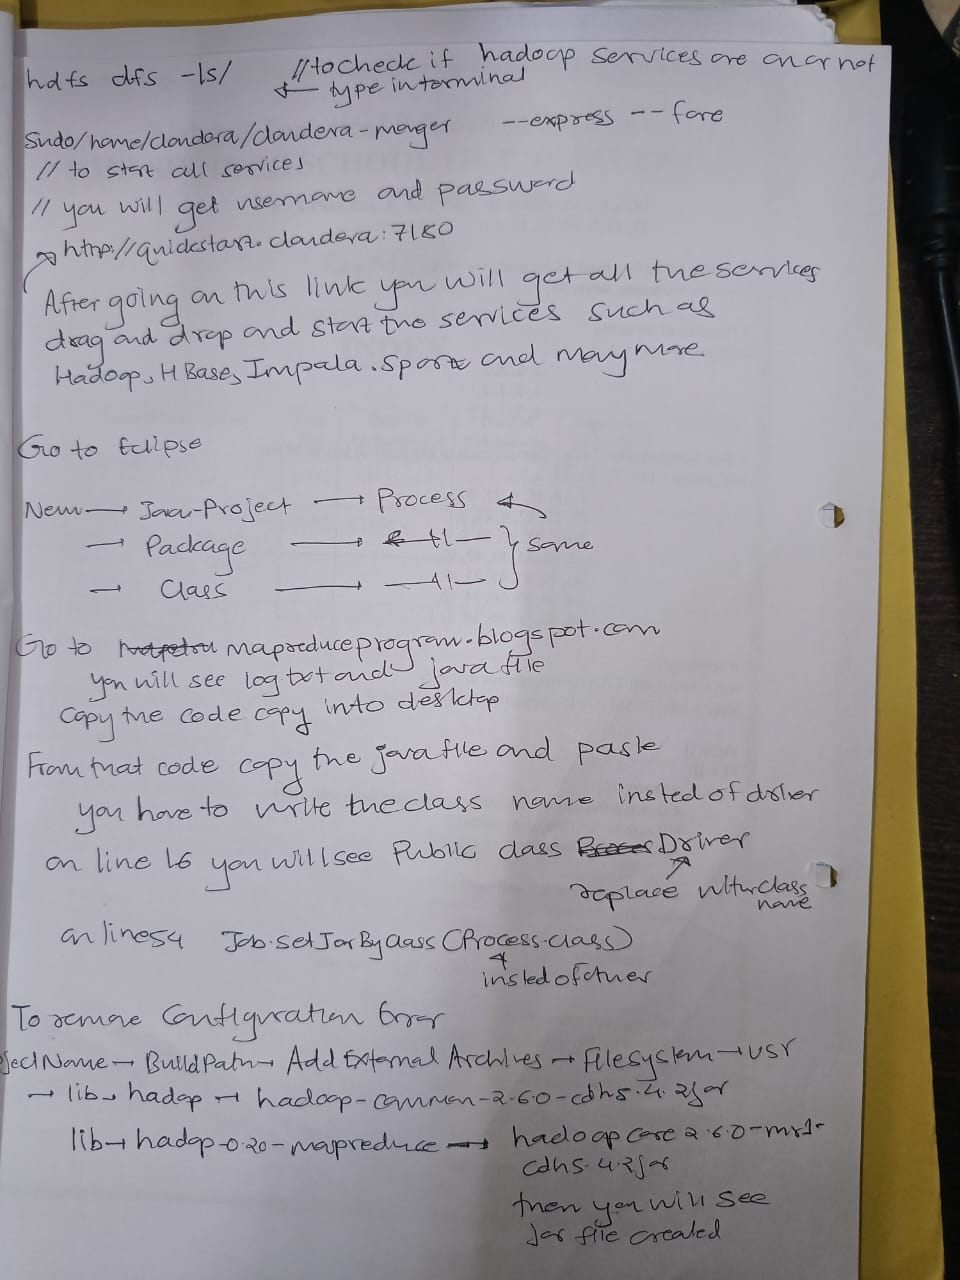 hdfs dfs -ls/ // to check if hadoop services are on or not
← type in terminal
Sudo/home/cloudera/cloudera-manger --express --force
// to start all services
// you will get username and password
http://quickstart.cloudera:7180
After going on this link you will get all the services
drag and drop and start the services such as
Hadoop, H Base, Impala. Spark and many more
Go to Eclipse
New → Java-Project → Process
→ Package → -11- } same
→ Class → -11-
Go to mapreduceprogram.blogspot.com
you will see log txt and java file
Copy the code copy into desktop
From that code copy the java file and paste
you have to write the class name insted of driver
on line 16 you will see Public class Driver
replace with class
name
on line 54 Job.setJarByClass(Process.class)
insted of
To remove Configuration Error
jectName → BuildPath → Add External Archives → Filesystem → usr
→ lib → hadop → hadoop-common-2.6.0-cdh5.4.2jar
lib → hadop-0.20-mapreduce → hadoop core 2.6.0-mr1-
cdh5.4.2jar
then you will see
Jar file created